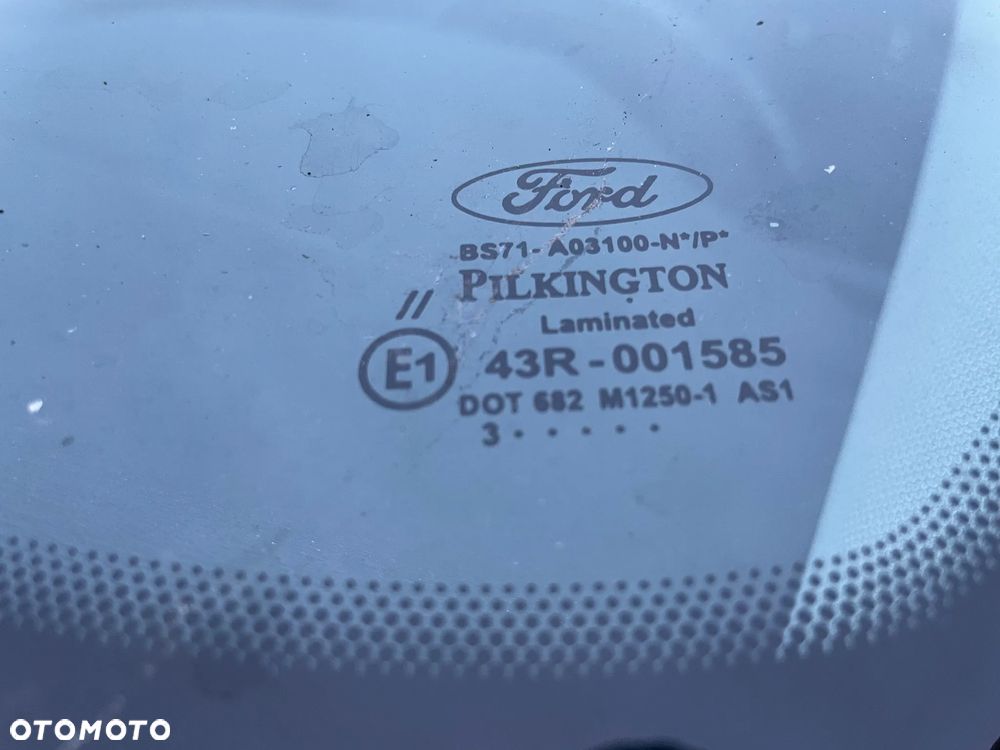 Ford
BS71-A03100-N*/P*
PILKINGTON
//
Laminated
E1 43R-001585
DOT 682 M1250-1 AS1
3 . . . . .
OTOMOTO